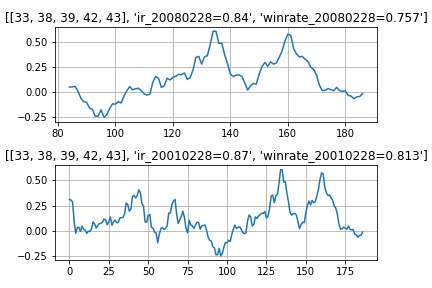 [[33, 38, 39, 42, 43], 'ir_20080228=0.84', 'winrate_20080228=0.757']
0.50
0.25
0.00
−0.25
80 100 120 140 160 180
[[33, 38, 39, 42, 43], 'ir_20010228=0.87', 'winrate_20010228=0.813']
0.50
0.25
0.00
−0.25
0 25 50 75 100 125 150 175